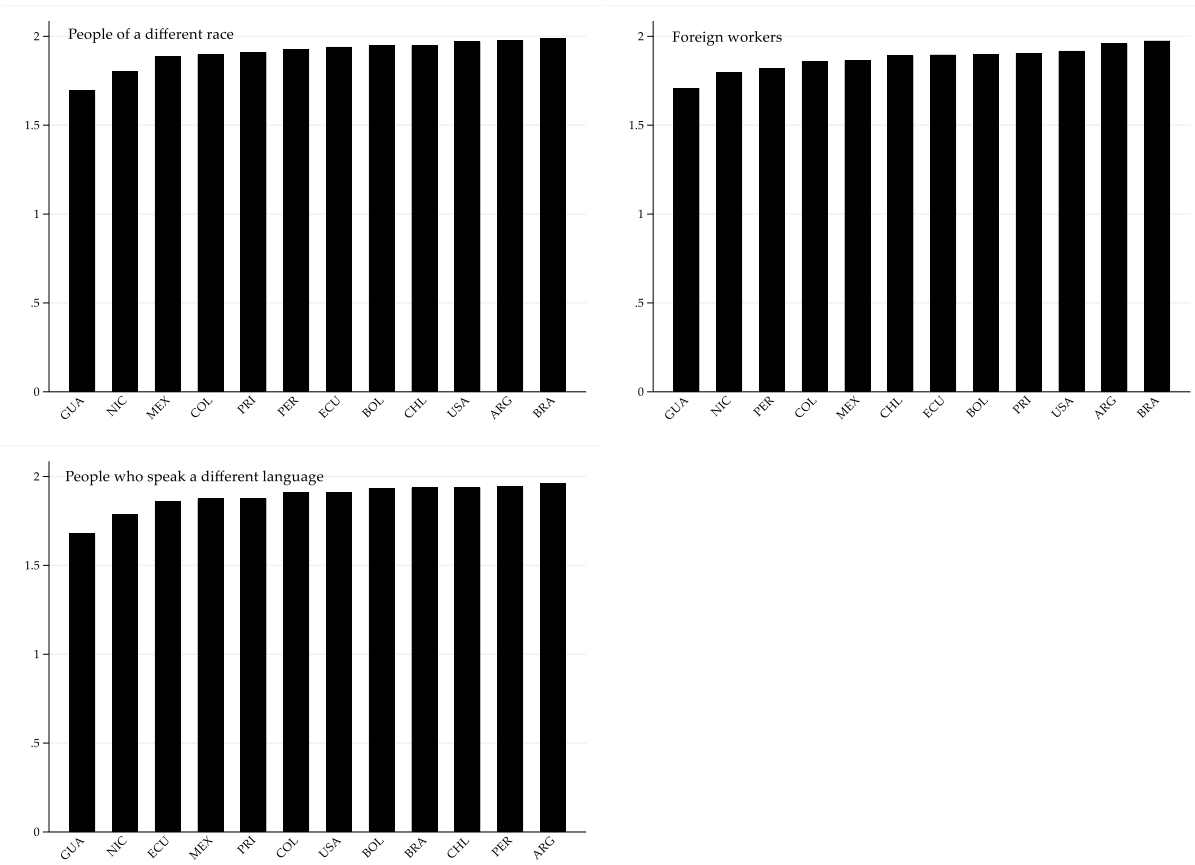 People of a different race
2
1.5
1
.5
0
GUA NIC MEX COL PRI PER ECU BOL CHL USA ARG BRA
Foreign workers
2
1.5
1
.5
0
GUA NIC PER COL MEX CHL ECU BOL PRI USA ARG BRA
People who speak a different language
2
1.5
1
.5
0
GUA NIC ECU MEX PRI COL USA BOL BRA CHL PER ARG